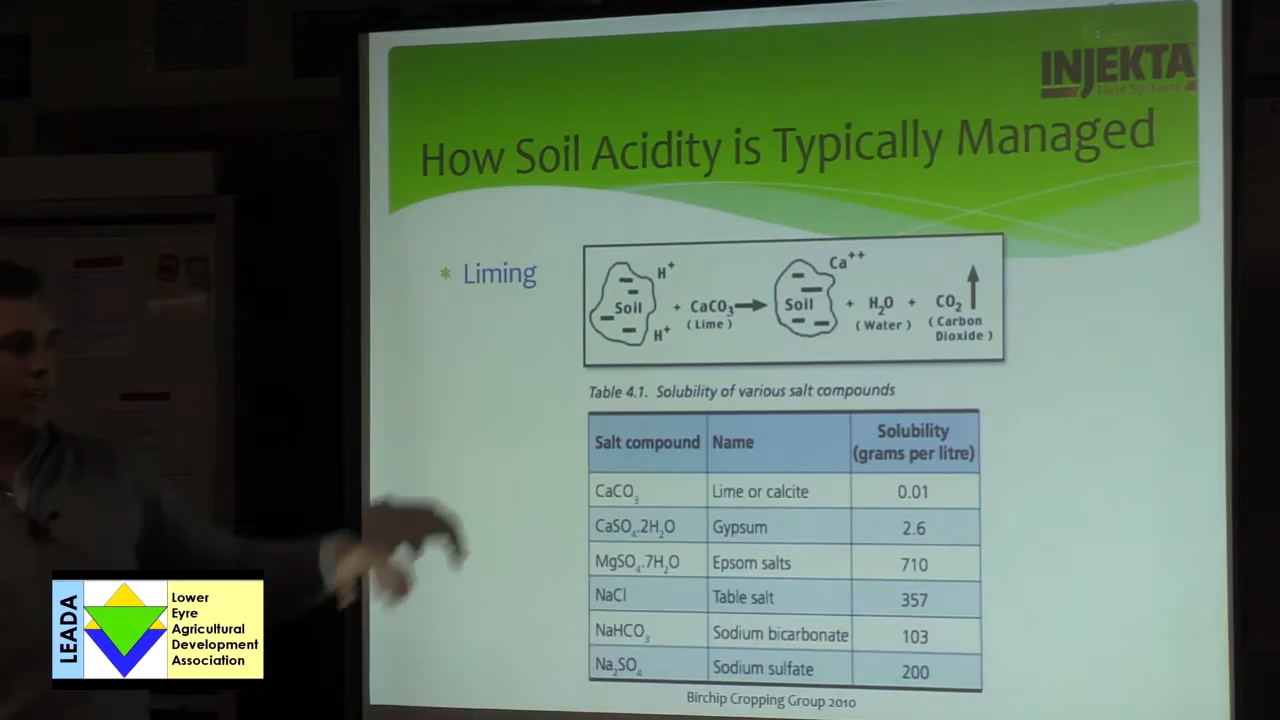 INJEKTA
Field Systems
How Soil Acidity is Typically Managed
* Liming
Soil H⁺ H⁺ + CaCO₃ (Lime) → Soil Ca⁺⁺ + H₂O (Water) + CO₂ (Carbon Dioxide)
Table 4.1. Solubility of various salt compounds
Salt compound Name Solubility (grams per litre)
CaCO₃ Lime or calcite 0.01
CaSO₄.2H₂O Gypsum 2.6
MgSO₄.7H₂O Epsom salts 710
NaCl Table salt 357
NaHCO₃ Sodium bicarbonate 103
Na₂SO₄ Sodium sulfate 200
Birchip Cropping Group 2010
LEADA
Lower
Eyre
Agricultural
Development
Association